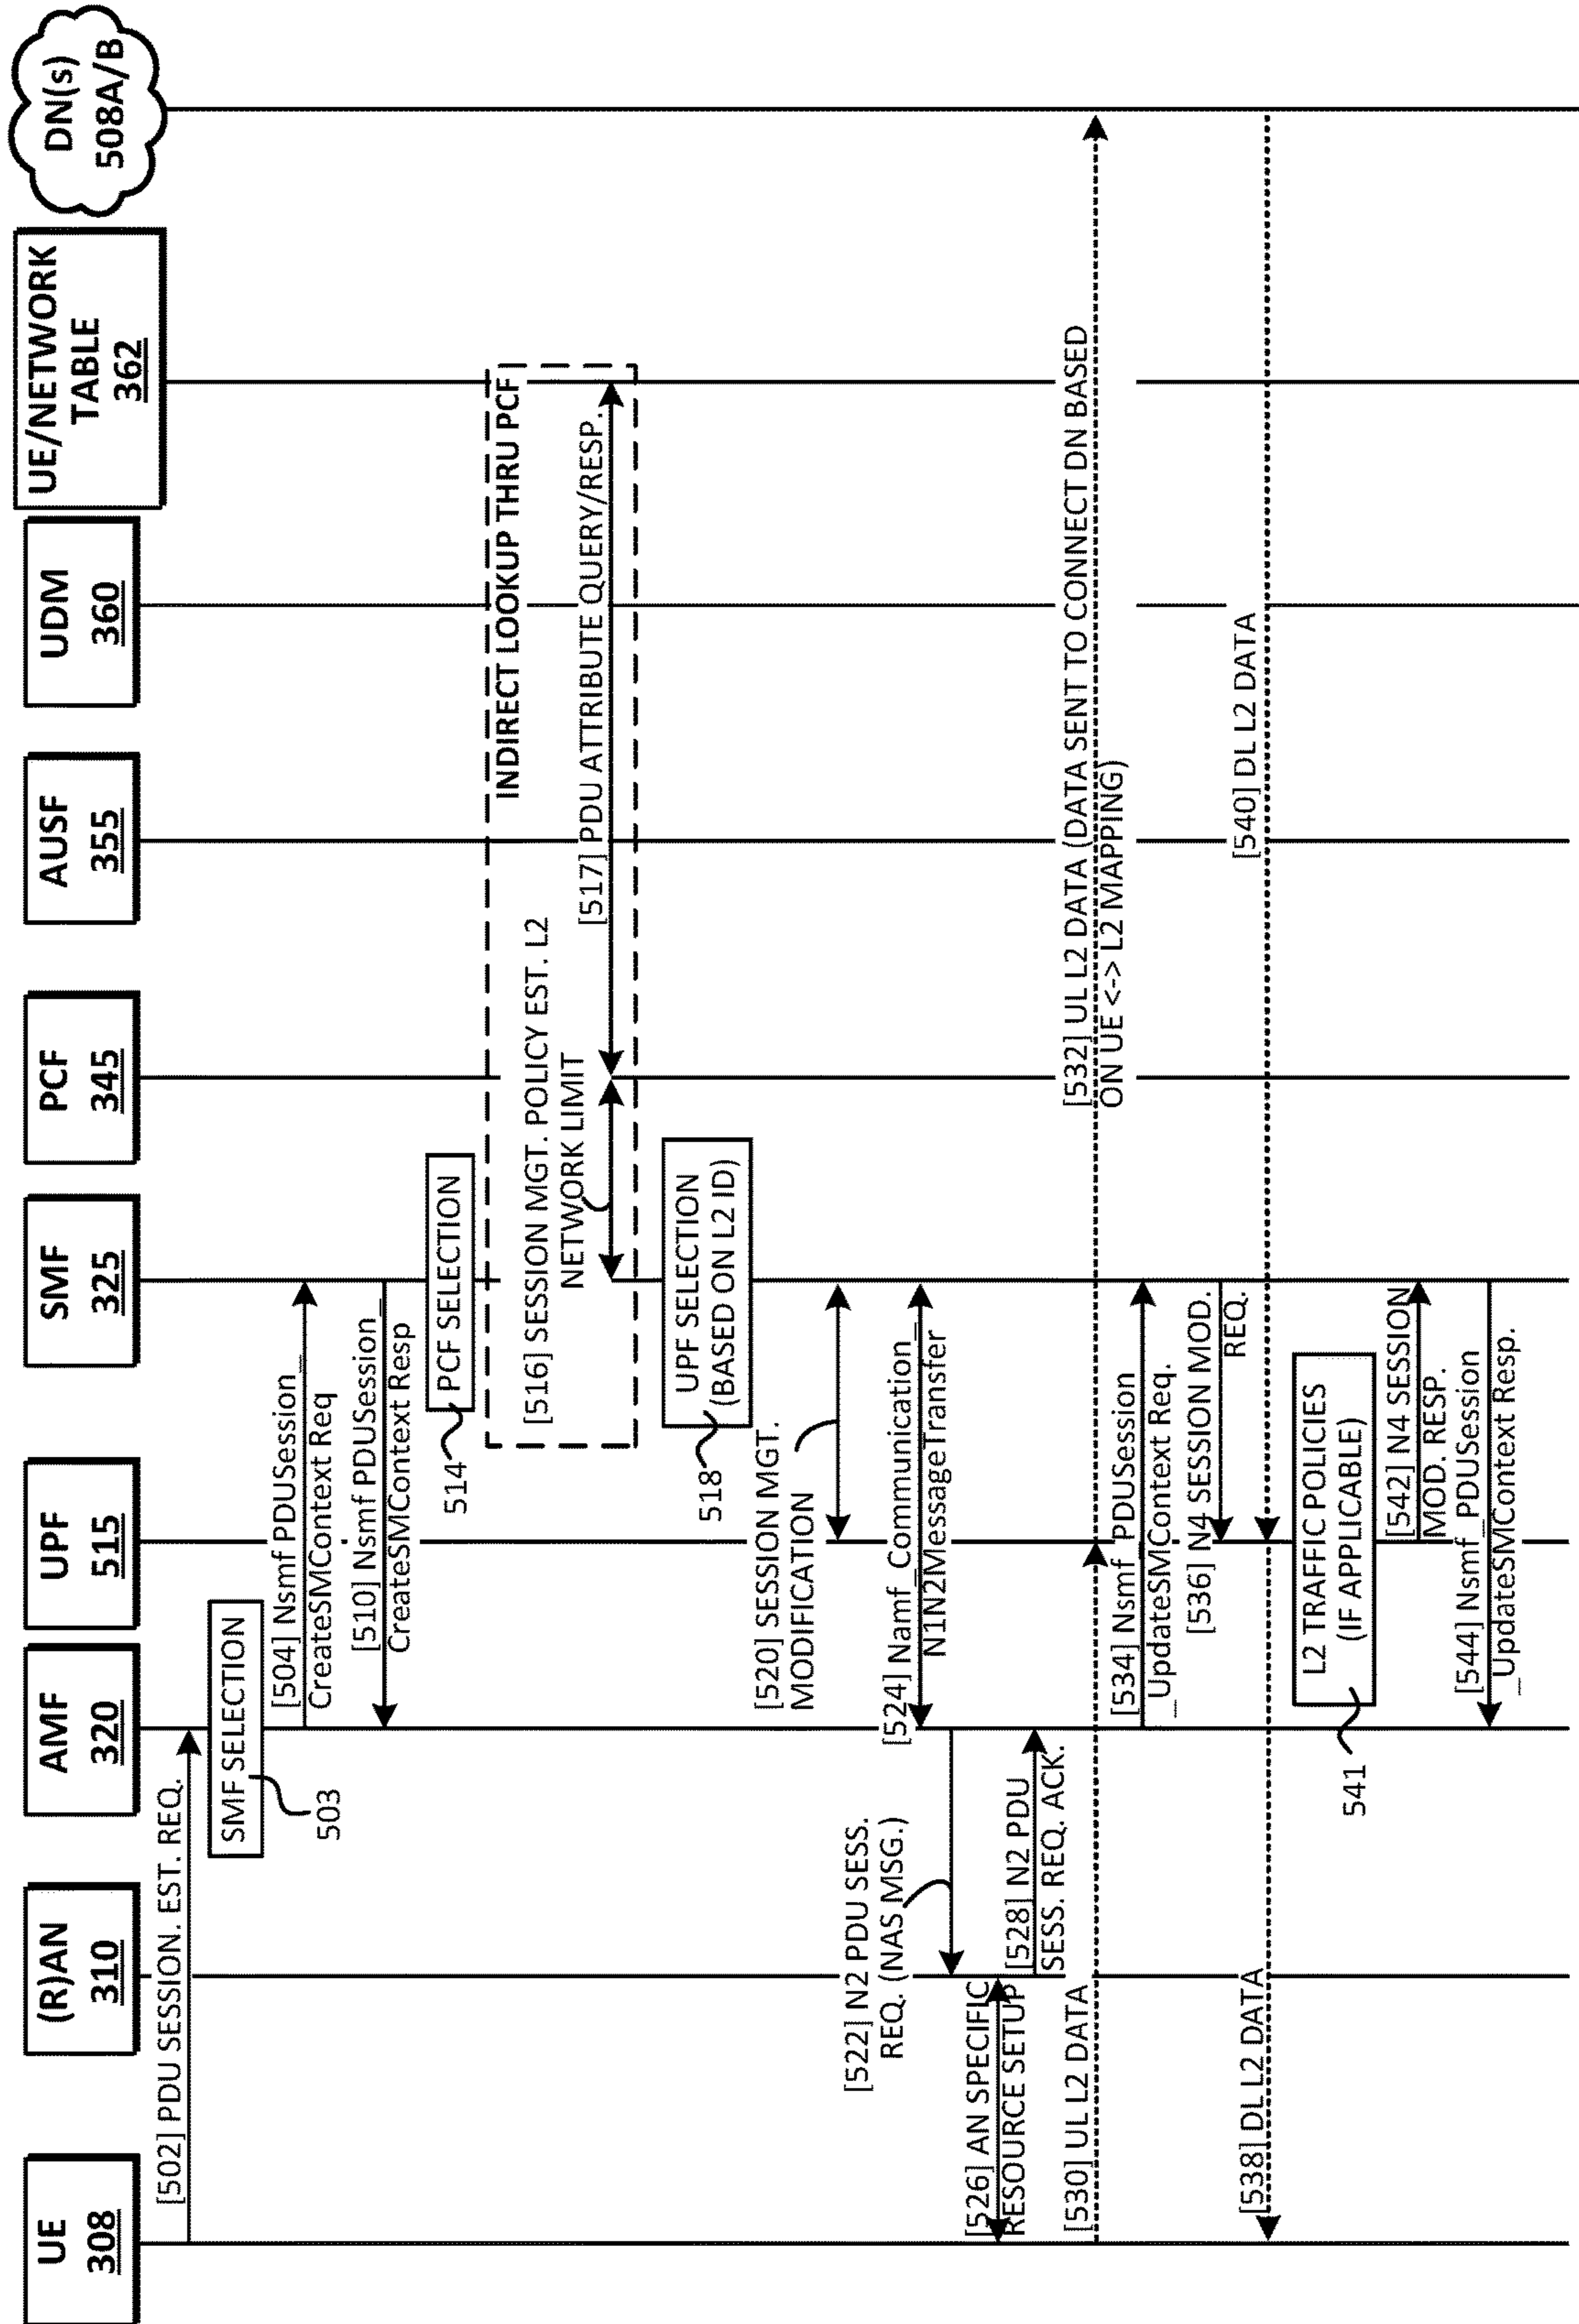 UE
308
(R)AN
310
AMF
320
UPF
515
SMF
325
PCF
345
AUSF
355
UDM
360
UE/NETWORK
TABLE
362
DN(s)
508A/B
[502] PDU SESSION. EST. REQ.
SMF SELECTION
503
[504] Nsmf PDUSession_
CreateSMContext Req
[510] Nsmf PDUSession_
CreateSMContext Resp
PCF SELECTION
514
INDIRECT LOOKUP THRU PCF
[516] SESSION MGT. POLICY EST. L2
NETWORK LIMIT
[517] PDU ATTRIBUTE QUERY/RESP.
UPF SELECTION
(BASED ON L2 ID)
518
[520] SESSION MGT.
MODIFICATION
[524] Namf_Communication_
N1N2MessageTransfer
[522] N2 PDU SESS.
REQ. (NAS MSG.)
[526] AN SPECIFIC
RESOURCE SETUP
[528] N2 PDU
SESS. REQ. ACK.
[530] UL L2 DATA
[532] UL L2 DATA (DATA SENT TO CONNECT DN BASED
ON UE <-> L2 MAPPING)
[534] Nsmf_PDUSession
_UpdateSMContext Req.
[536] N4 SESSION MOD.
REQ.
[538] DL L2 DATA
[540] DL L2 DATA
L2 TRAFFIC POLICIES
(IF APPLICABLE)
541
[542] N4 SESSION
MOD. RESP.
[544] Nsmf_PDUSession
_UpdateSMContext Resp.